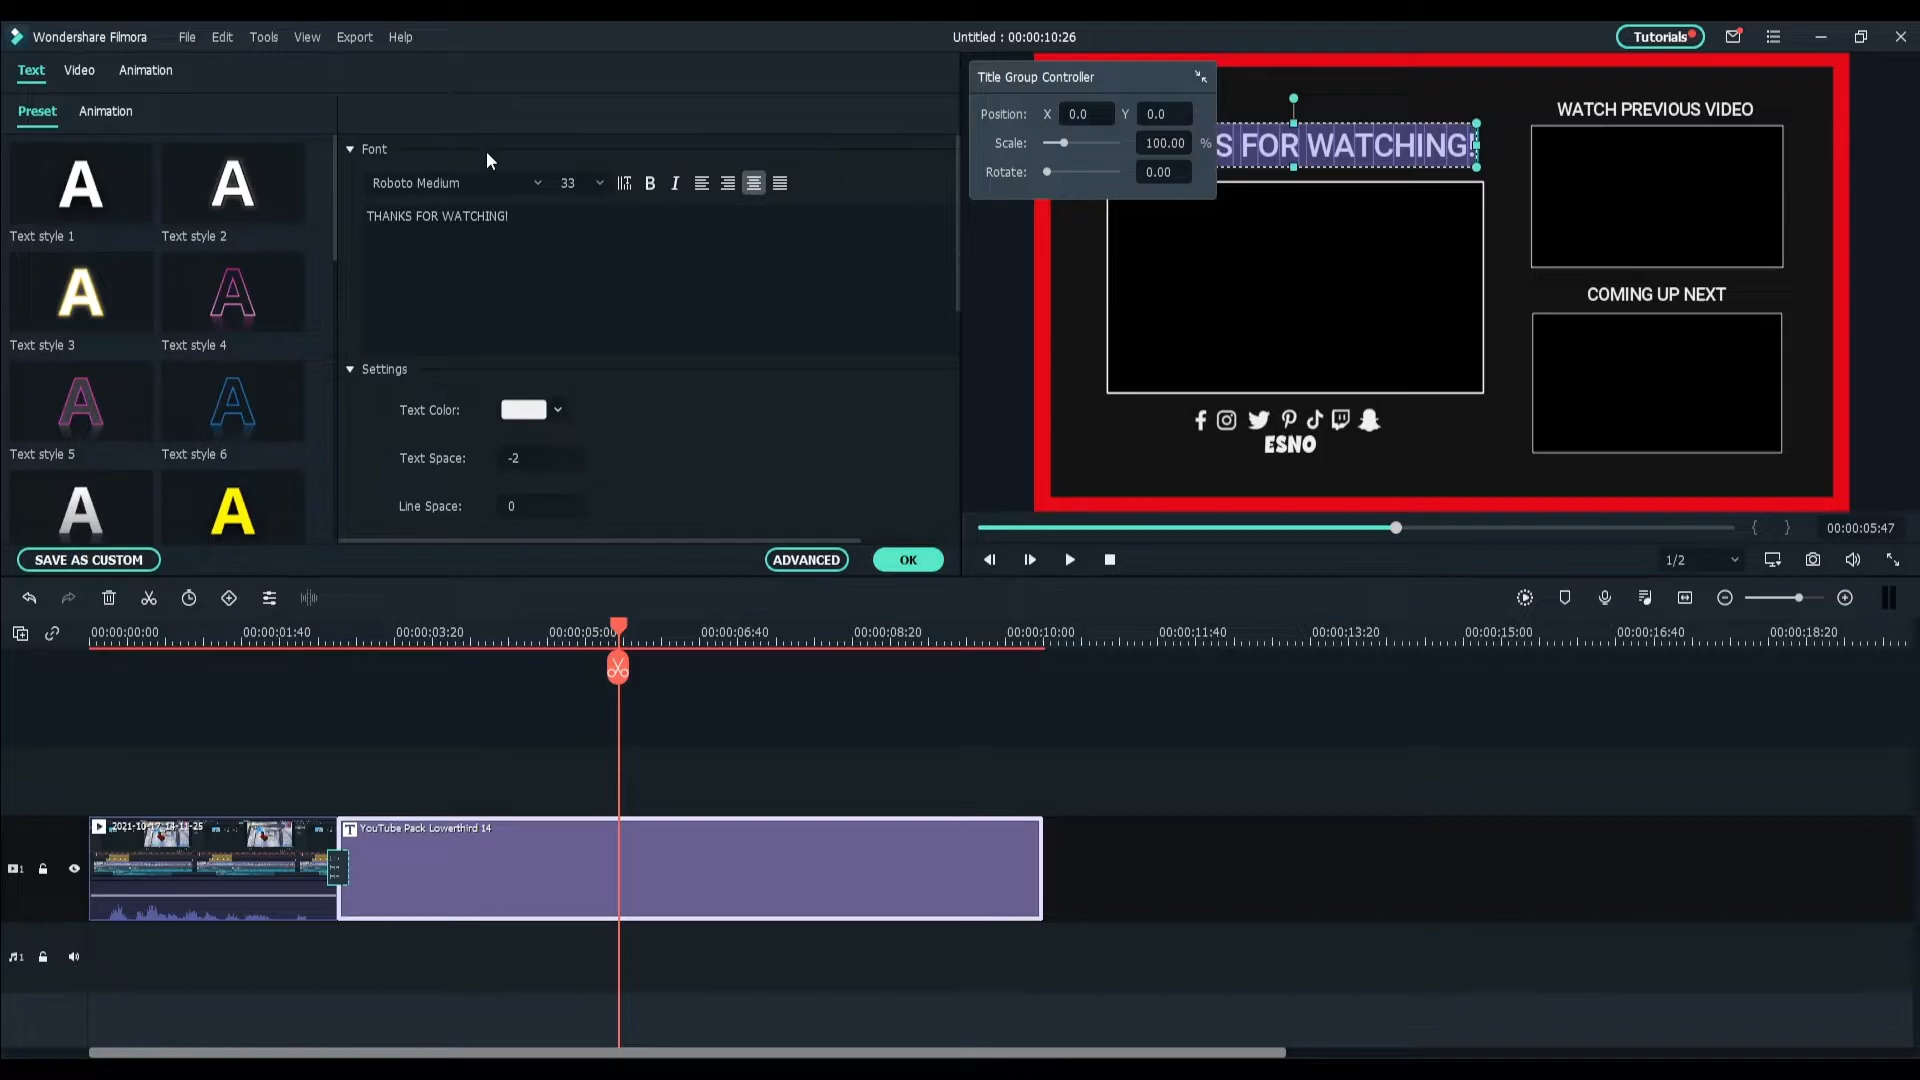 Wondershare Filmora File Edit Tools View Export Help Untitled : 00:00:10:26 Tutorials
Text Video Animation
Preset Animation
Text style 1 Text style 2
Text style 3 Text style 4
Text style 5 Text style 6
Font
Roboto Medium 33 B I
THANKS FOR WATCHING!
Settings
Text Color:
Text Space: -2
Line Space: 0
SAVE AS CUSTOM ADVANCED OK
Title Group Controller
Position: X 0.0 Y 0.0
Scale: 100.00 %
Rotate: 0.00
S FOR WATCHING!
WATCH PREVIOUS VIDEO
COMING UP NEXT
ESNO
{ } 00:00:05:47
1/2
00:00:00:00 00:00:01:40 00:00:03:20 00:00:05:00 00:00:06:40 00:00:08:20 00:00:10:00 00:00:11:40 00:00:13:20 00:00:15:00 00:00:16:40 00:00:18:20
2021-10-17 14-11-25 T YouTube Pack Lowerthird 14
1
1